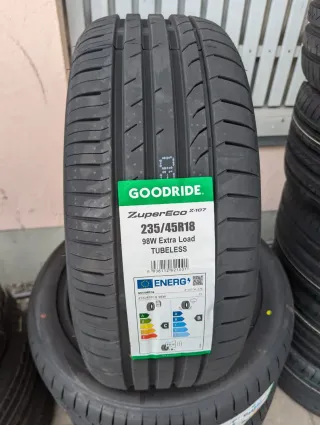 GOODRIDE
ZuperEco Z-107
235/45R18
98W Extra Load
TUBELESS
ENERG
C
B